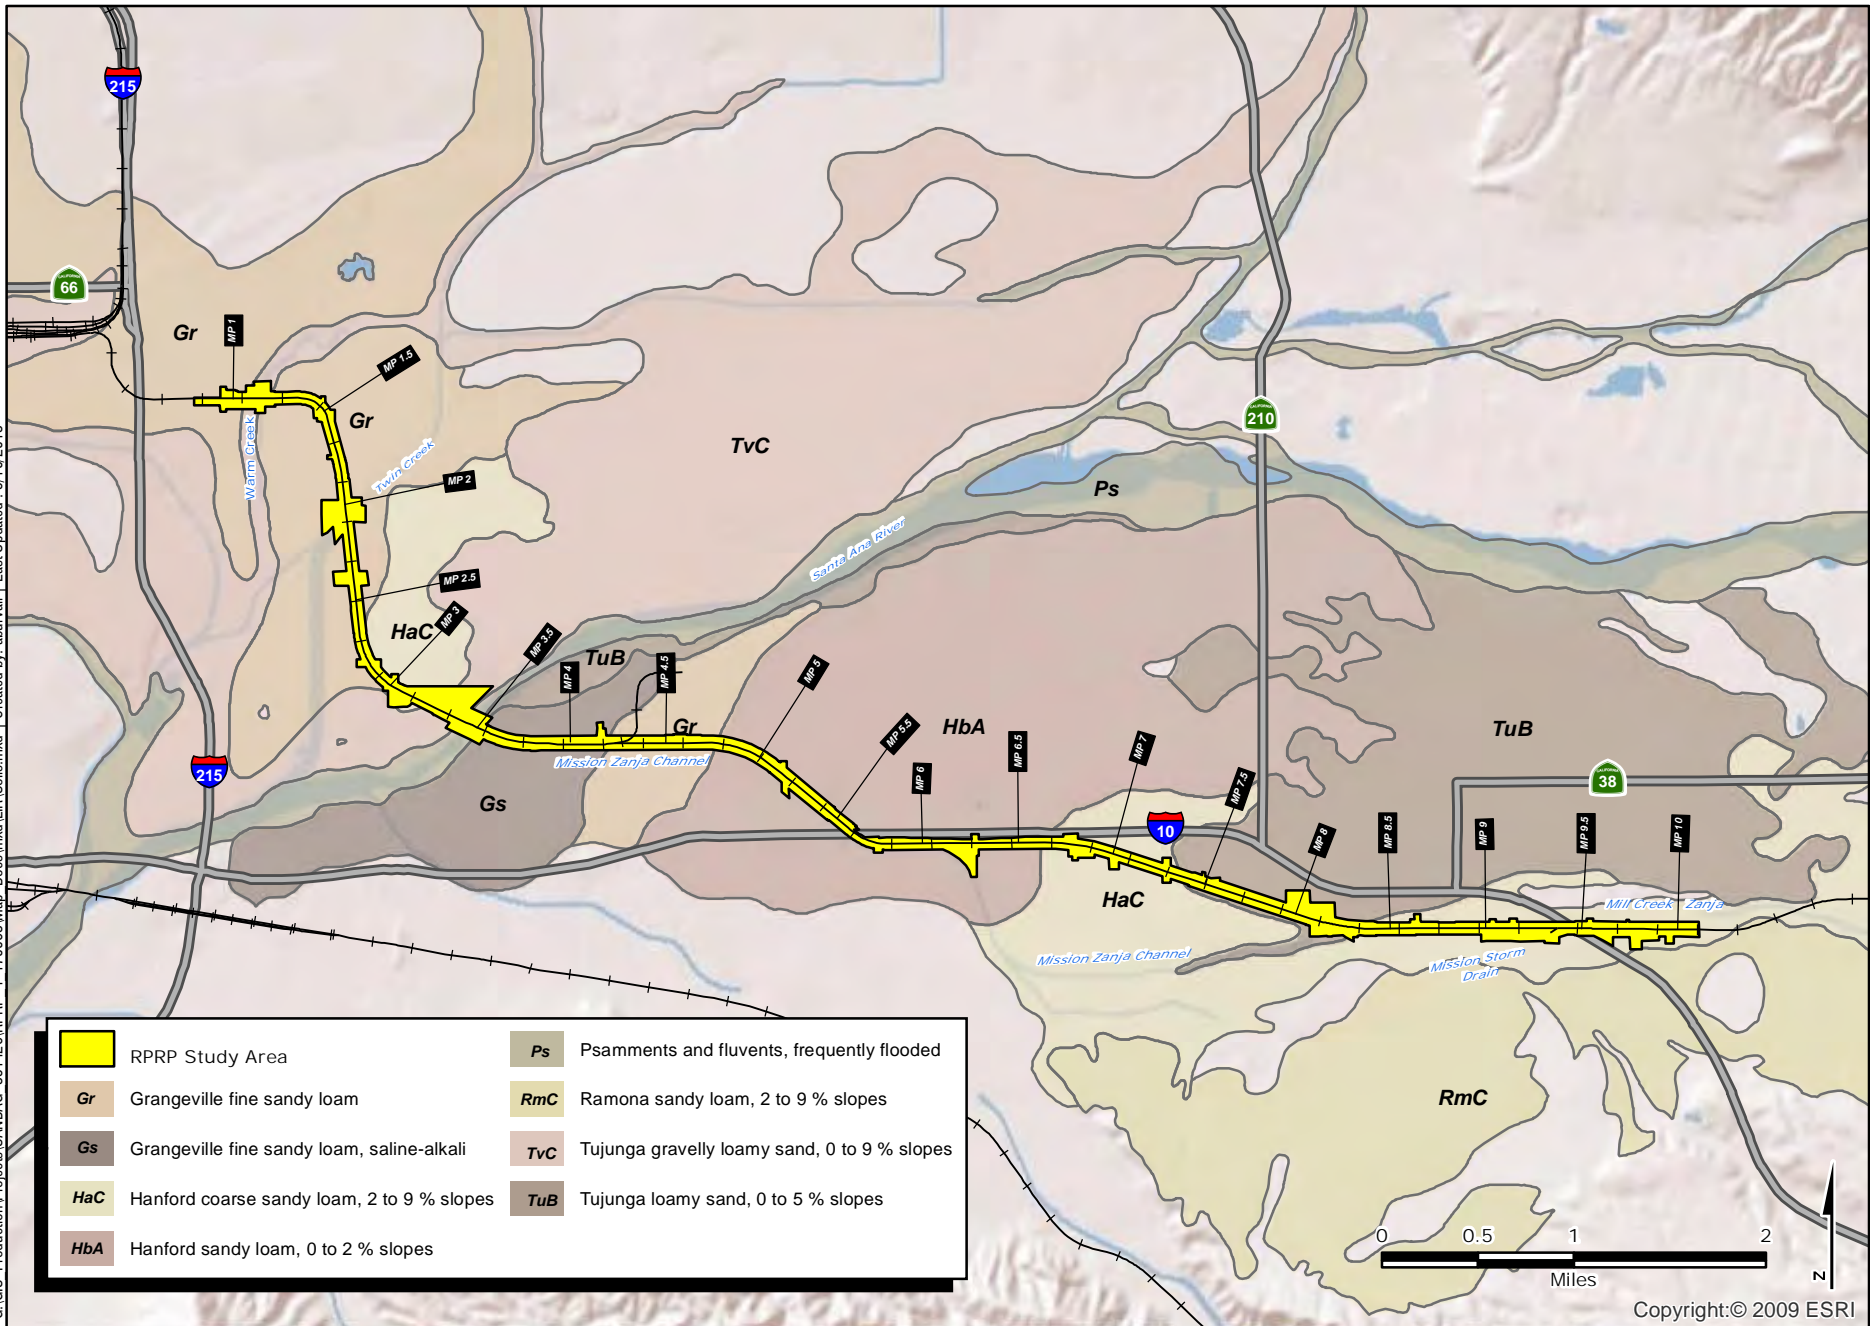 215
CALIFORNIA
66
Gr
MP 1
MP 1.5
Gr
Warm Creek
Twin Creek
MP 2
TvC
CALIFORNIA
210
Ps
Santa Ana River
MP 2.5
HaC
MP 3
MP 3.5
TuB
MP 4
MP 4.5
Gr
MP 5
HbA
MP 5.5
MP 6
MP 6.5
MP 7
MP 7.5
TuB
CALIFORNIA
38
215
Mission Zanja Channel
Gs
10
MP 8
MP 8.5
MP 9
MP 9.5
MP 10
HaC
Mill Creek Zanja
Mission Zanja Channel
Mission Storm
Drain
RmC
RPRP Study Area
Gr Grangeville fine sandy loam
Gs Grangeville fine sandy loam, saline-alkali
HaC Hanford coarse sandy loam, 2 to 9 % slopes
HbA Hanford sandy loam, 0 to 2 % slopes
Ps Psamments and fluvents, frequently flooded
RmC Ramona sandy loam, 2 to 9 % slopes
TvC Tujunga gravelly loamy sand, 0 to 9 % slopes
TuB Tujunga loamy sand, 0 to 5 % slopes
0 0.5 1 2
Miles
N
Copyright:© 2009 ESRI